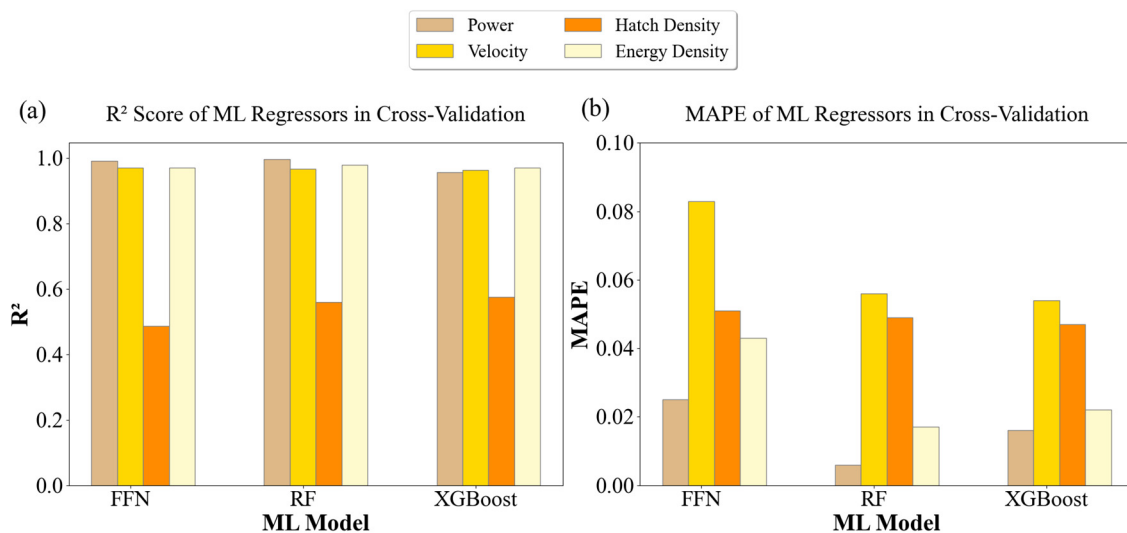 Power
Velocity
Hatch Density
Energy Density
(a)
R² Score of ML Regressors in Cross-Validation
1.0
0.8
0.6
0.4
0.2
0.0
R²
FFN
RF
XGBoost
ML Model
(b)
MAPE of ML Regressors in Cross-Validation
0.10
0.08
0.06
0.04
0.02
0.00
MAPE
FFN
RF
XGBoost
ML Model